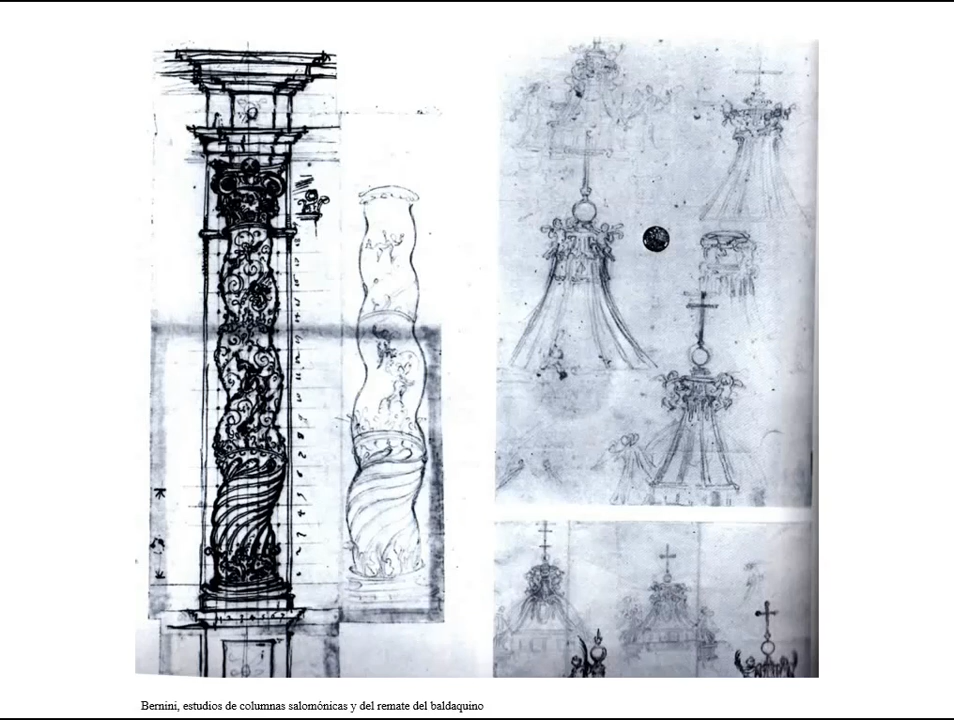 Bernini, estudios de columnas salomónicas y del remate del baldaquino